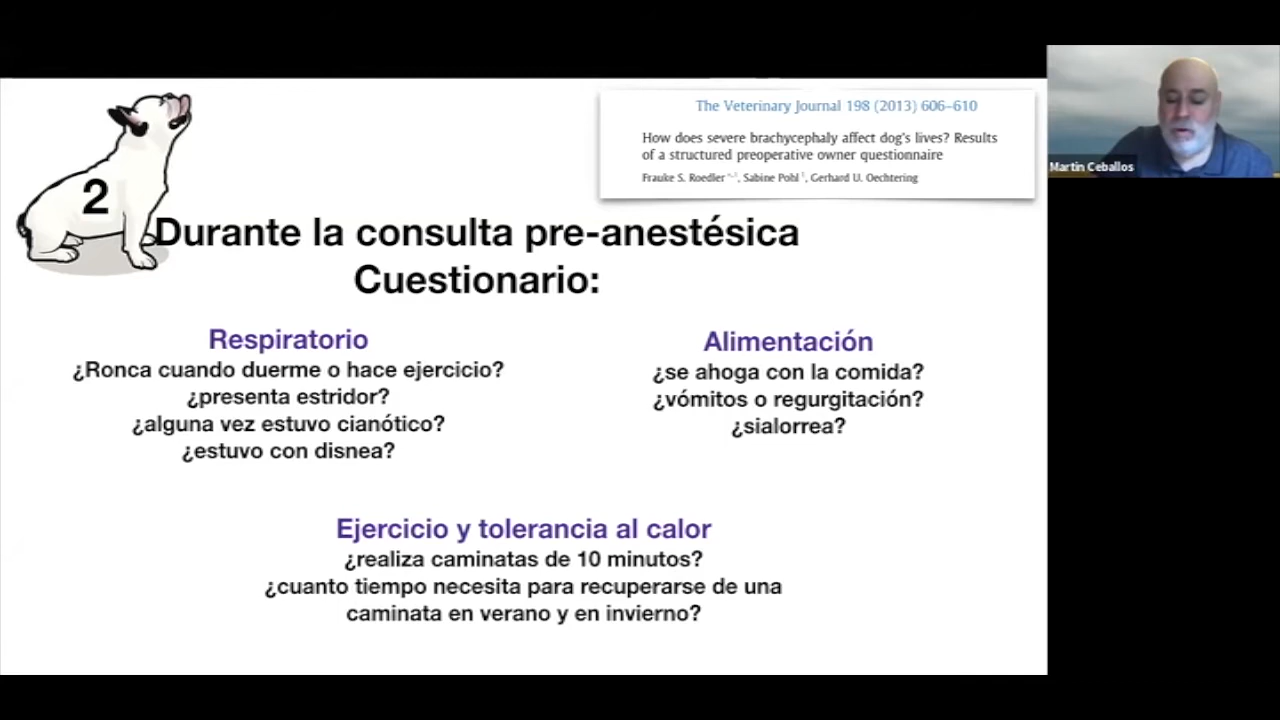 The Veterinary Journal 198 (2013) 606–610
How does severe brachycephaly affect dog's lives? Results
of a structured preoperative owner questionnaire
Frauke S. Roedler, Sabine Pohl, Gerhard U. Oechtering
Martin Ceballos
2
Durante la consulta pre-anestésica
Cuestionario:
Respiratorio
¿Ronca cuando duerme o hace ejercicio?
¿presenta estridor?
¿alguna vez estuvo cianótico?
¿estuvo con disnea?
Alimentación
¿se ahoga con la comida?
¿vómitos o regurgitación?
¿sialorrea?
Ejercicio y tolerancia al calor
¿realiza caminatas de 10 minutos?
¿cuanto tiempo necesita para recuperarse de una
caminata en verano y en invierno?